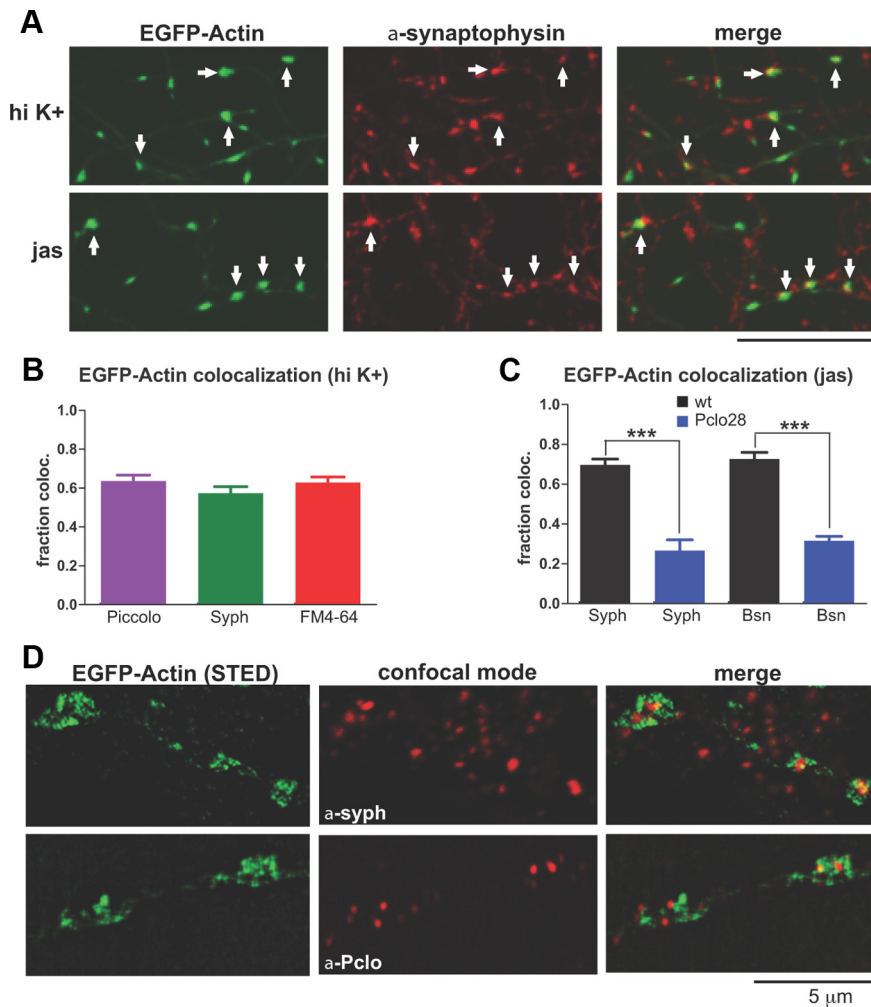 A
EGFP-Actin
a-synaptophysin
merge
hi K+
jas
B
EGFP-Actin colocalization (hi K+)
fraction coloc.
1.0
0.8
0.6
0.4
0.2
0.0
Piccolo
Syph
FM4-64
C
EGFP-Actin colocalization (jas)
wt
Pclo28
***
***
fraction coloc.
1.0
0.8
0.6
0.4
0.2
0.0
Syph
Syph
Bsn
Bsn
D
EGFP-Actin (STED)
confocal mode
merge
a-syph
a-Pclo
5 μm